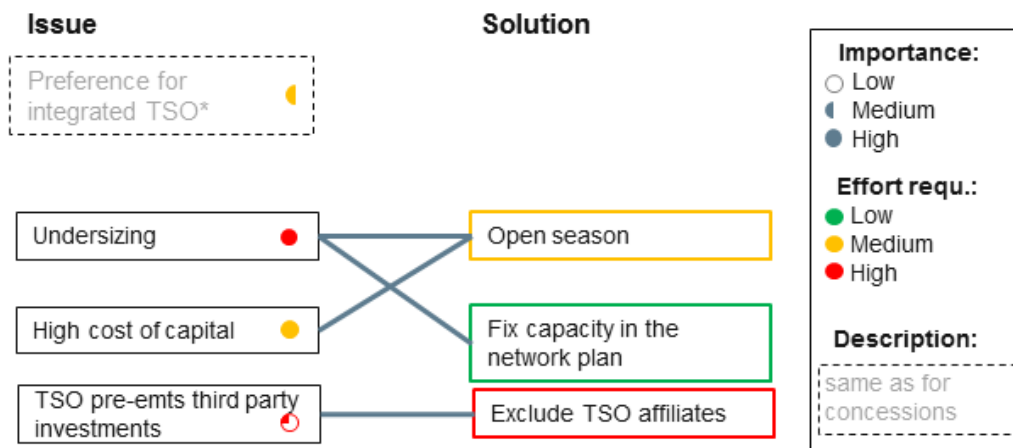 Issue
Solution
Preference for
integrated TSO*
Undersizing
Open season
High cost of capital
Fix capacity in the
network plan
TSO pre-emts third party
investments
Exclude TSO affiliates
Importance:
Low
Medium
High
Effort requ.:
Low
Medium
High
Description:
same as for
concessions